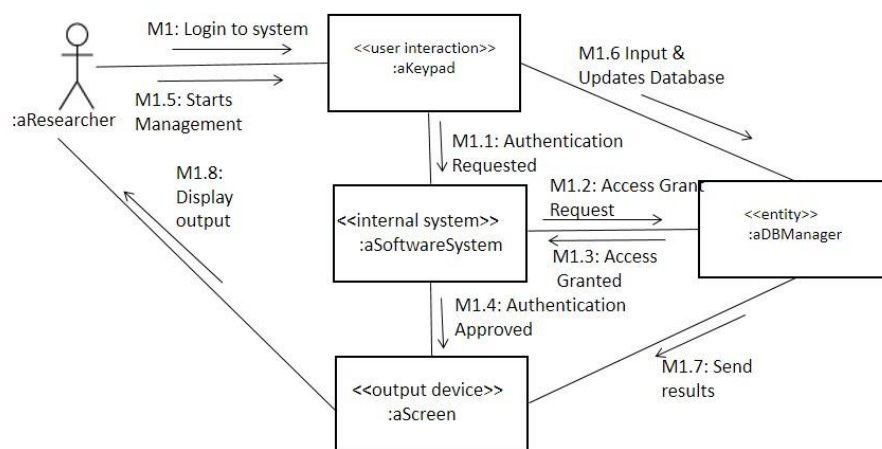 M1: Login to system
<<user interaction>>
:aKeypad
M1.6 Input &
Updates Database
M1.5: Starts
Management
:aResearcher
M1.1: Authentication
Requested
M1.8:
Display
output
M1.2: Access Grant
Request
<<internal system>>
:aSoftwareSystem
<<entity>>
:aDBManager
M1.3: Access
Granted
M1.4: Authentication
Approved
M1.7: Send
results
<<output device>>
:aScreen